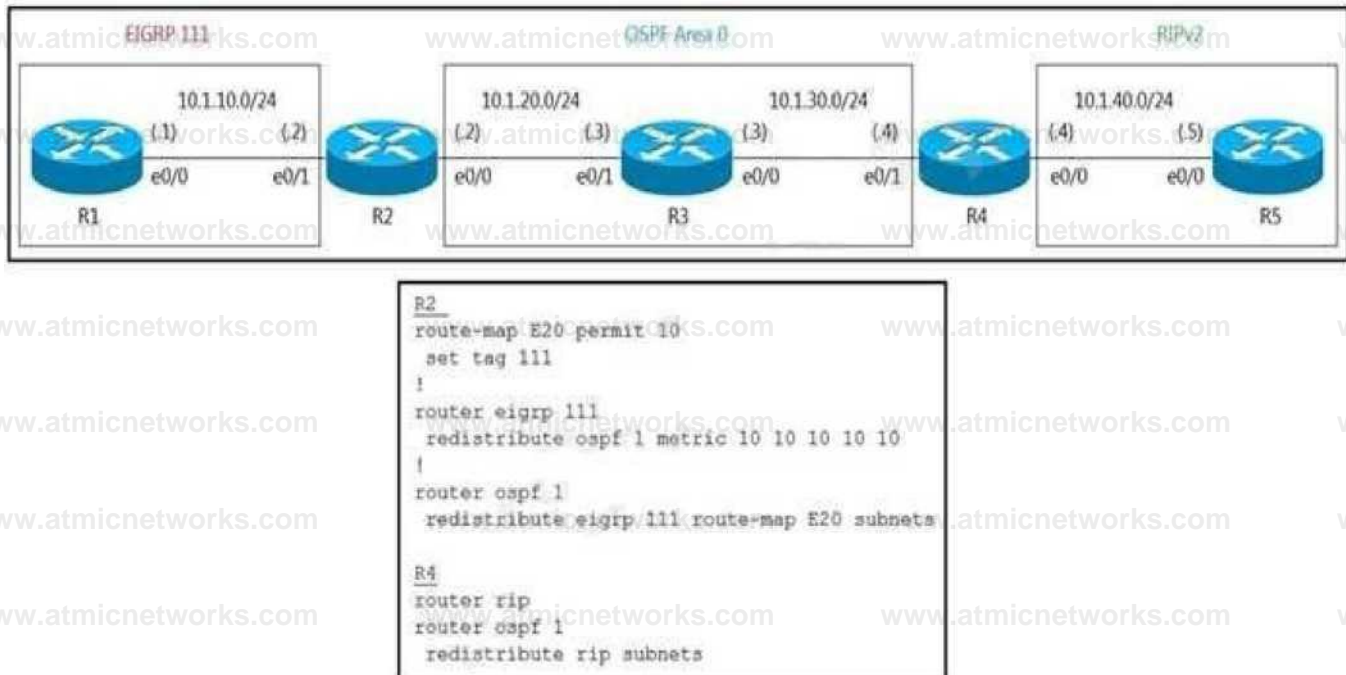 EIGRP 111
OSPF Area 0
RIPv2
10.1.10.0/24
10.1.20.0/24
10.1.30.0/24
10.1.40.0/24
(.1)
(.2)
(.2)
(.3)
(.3)
(.4)
(.4)
(.5)
e0/0
e0/1
e0/0
e0/1
e0/0
e0/1
e0/0
e0/0
R1
R2
R3
R4
R5
R2
route-map E20 permit 10
set tag 111
!
router eigrp 111
redistribute ospf 1 metric 10 10 10 10 10
!
router ospf 1
redistribute eigrp 111 route-map E20 subnets
R4
router rip
router ospf 1
redistribute rip subnets
www.atmicnetworks.com